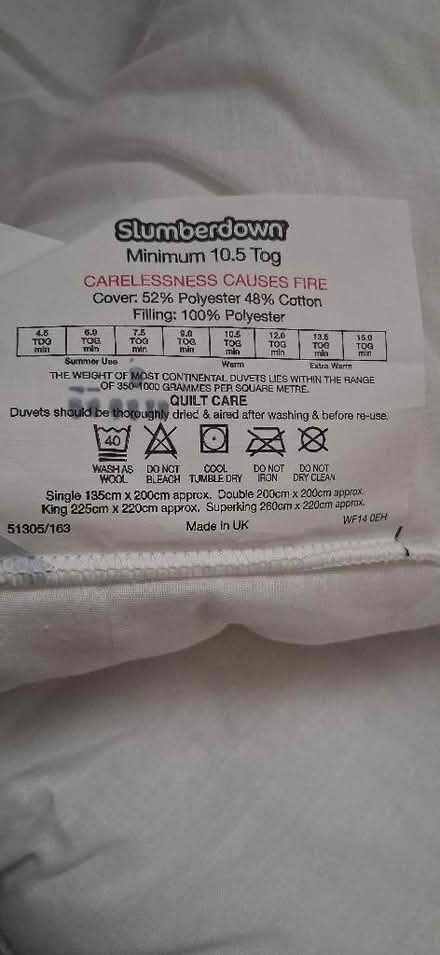 Slumberdown
Minimum 10.5 Tog
CARELESSNESS CAUSES FIRE
Cover: 52% Polyester 48% Cotton
Filling: 100% Polyester
4.5 TOG min 6.0 TOG min 7.5 TOG min 9.0 TOG min 10.5 TOG min 12.0 TOG min 13.5 TOG min 15.0 TOG min
Summer Use Warm Extra Warm
THE WEIGHT OF MOST CONTINENTAL DUVETS LIES WITHIN THE RANGE
OF 350-1000 GRAMMES PER SQUARE METRE.
QUILT CARE
Duvets should be thoroughly dried & aired after washing & before re-use.
40
WASH AS WOOL DO NOT BLEACH COOL TUMBLE DRY DO NOT IRON DO NOT DRY CLEAN
Single 135cm x 200cm approx. Double 200cm x 200cm approx.
King 225cm x 220cm approx. Superking 260cm x 220cm approx.
51305/163 Made in UK WF14 0EH